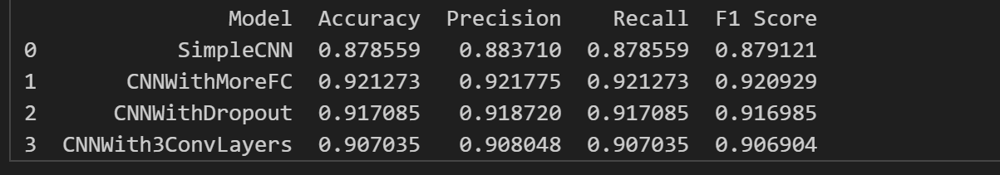 Model Accuracy Precision Recall F1 Score
0 SimpleCNN 0.878559 0.883710 0.878559 0.879121
1 CNNWithMoreFC 0.921273 0.921775 0.921273 0.920929
2 CNNWithDropout 0.917085 0.918720 0.917085 0.916985
3 CNNWith3ConvLayers 0.907035 0.908048 0.907035 0.906904